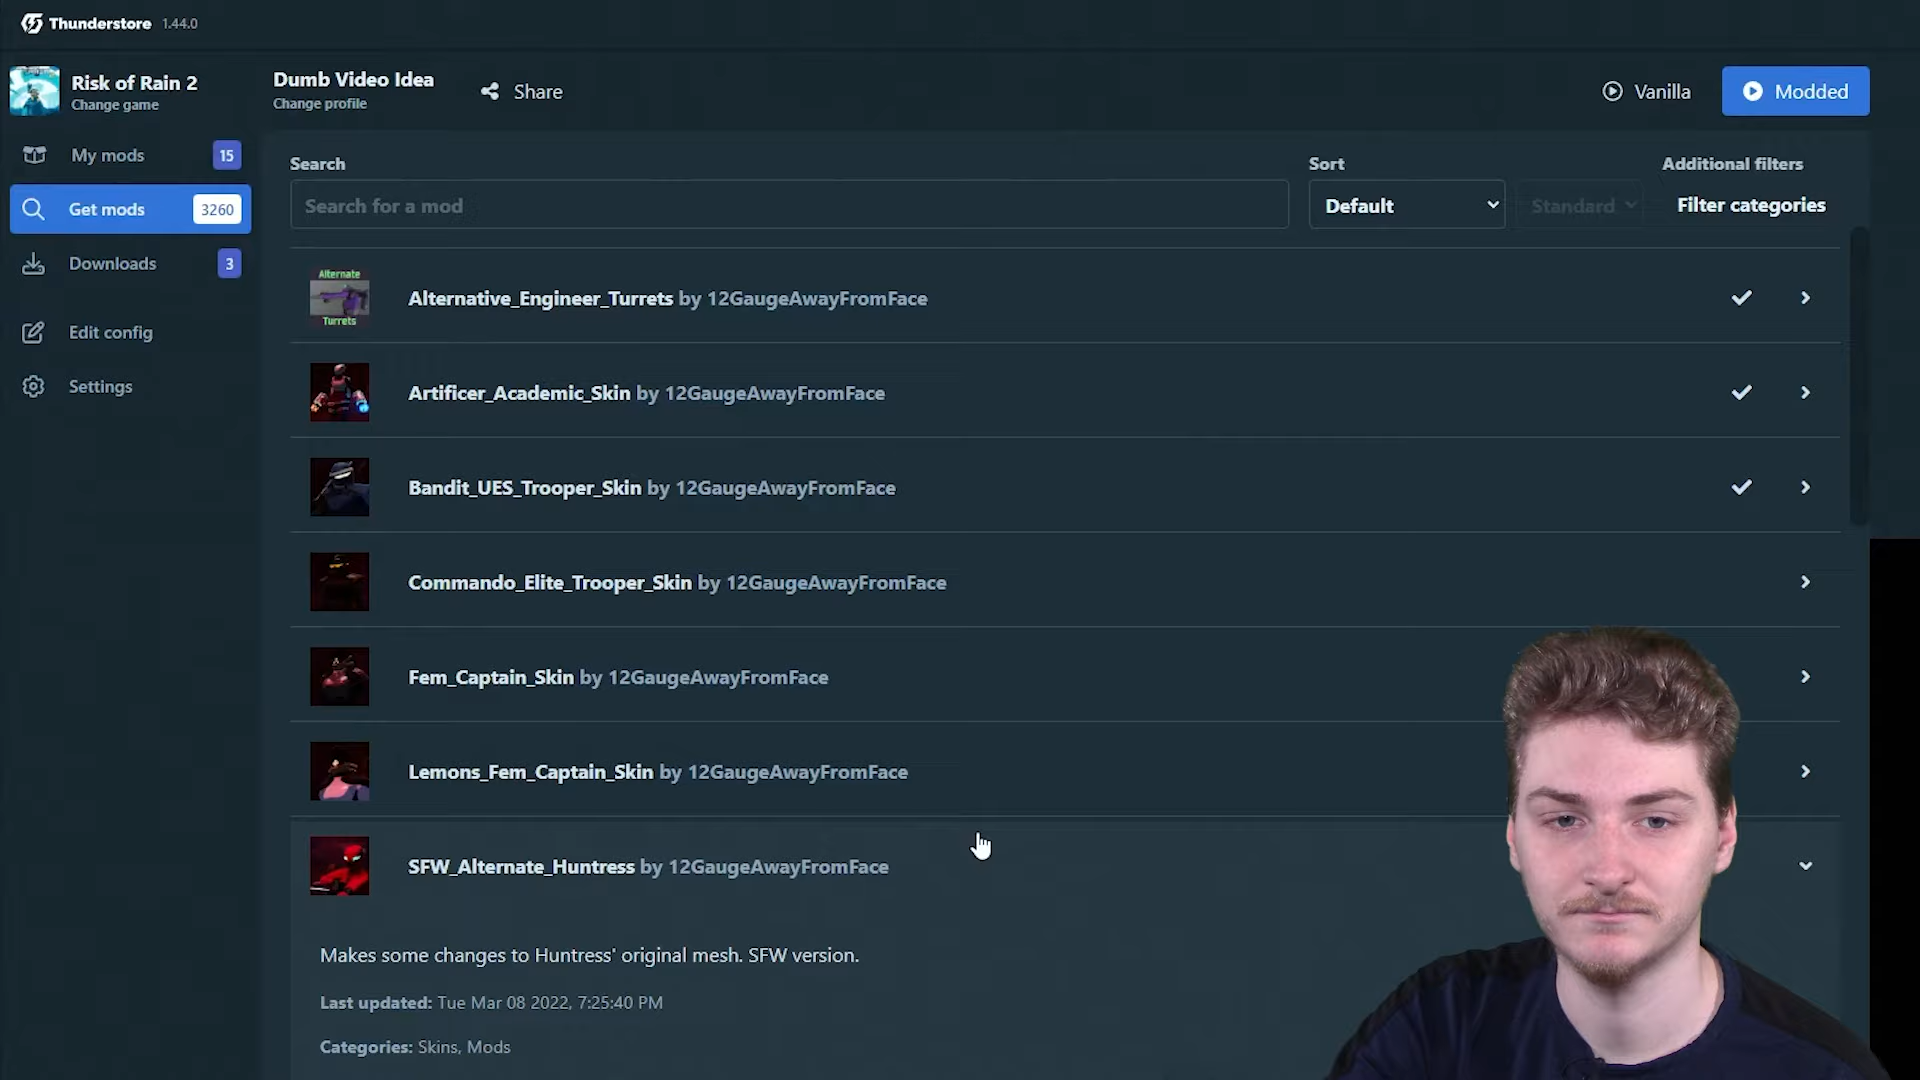 Thunderstore 1.44.0
Risk of Rain 2
Change game
Dumb Video Idea
Change profile
Share
Vanilla
Modded
My mods 15
Get mods 3260
Downloads 3
Edit config
Settings
Search
Sort
Additional filters
Search for a mod
Default
Standard
Filter categories
Alternate
Turrets
Alternative_Engineer_Turrets by 12GaugeAwayFromFace
Artificer_Academic_Skin by 12GaugeAwayFromFace
Bandit_UES_Trooper_Skin by 12GaugeAwayFromFace
Commando_Elite_Trooper_Skin by 12GaugeAwayFromFace
Fem_Captain_Skin by 12GaugeAwayFromFace
Lemons_Fem_Captain_Skin by 12GaugeAwayFromFace
SFW_Alternate_Huntress by 12GaugeAwayFromFace
Makes some changes to Huntress' original mesh. SFW version.
Last updated: Tue Mar 08 2022, 7:25:40 PM
Categories: Skins, Mods